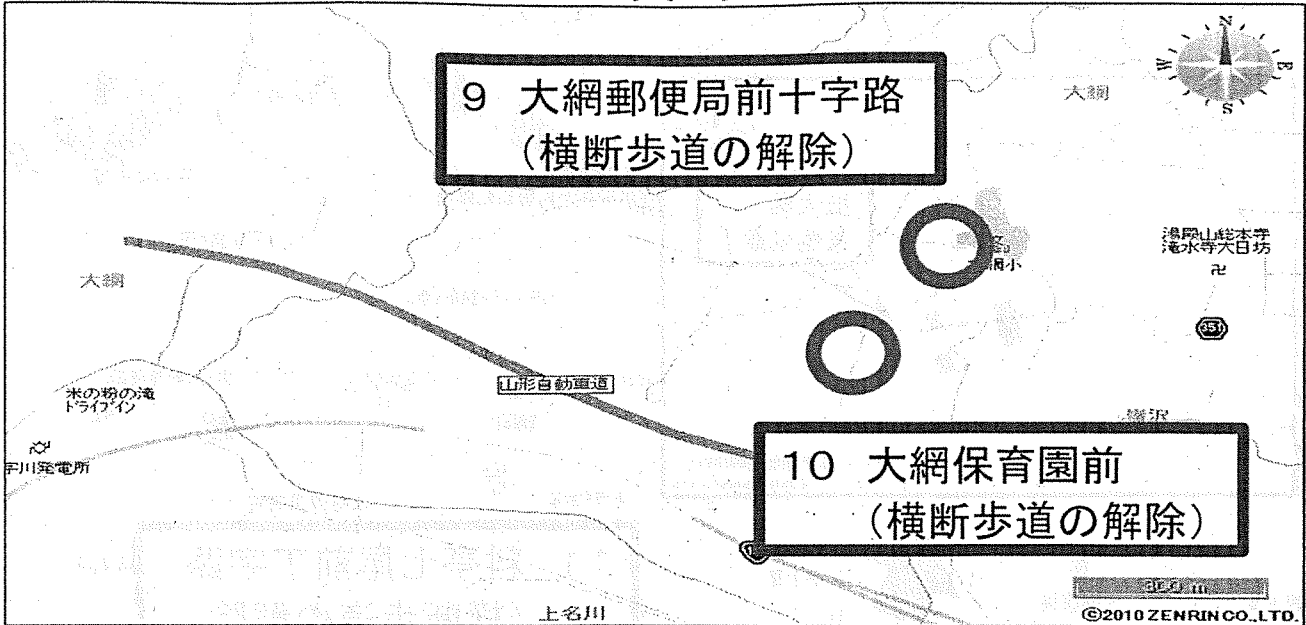 N
W
E
S
9 大網郵便局前十字路
(横断歩道の解除)
大網
湯殿山総本寺
滝水寺大日坊
卍
351
大網
山形自動車道
米の粉の滝
ドライブイン
10 大網保育園前
(横断歩道の解除)
上名川
©2010 ZENRIN CO., LTD.